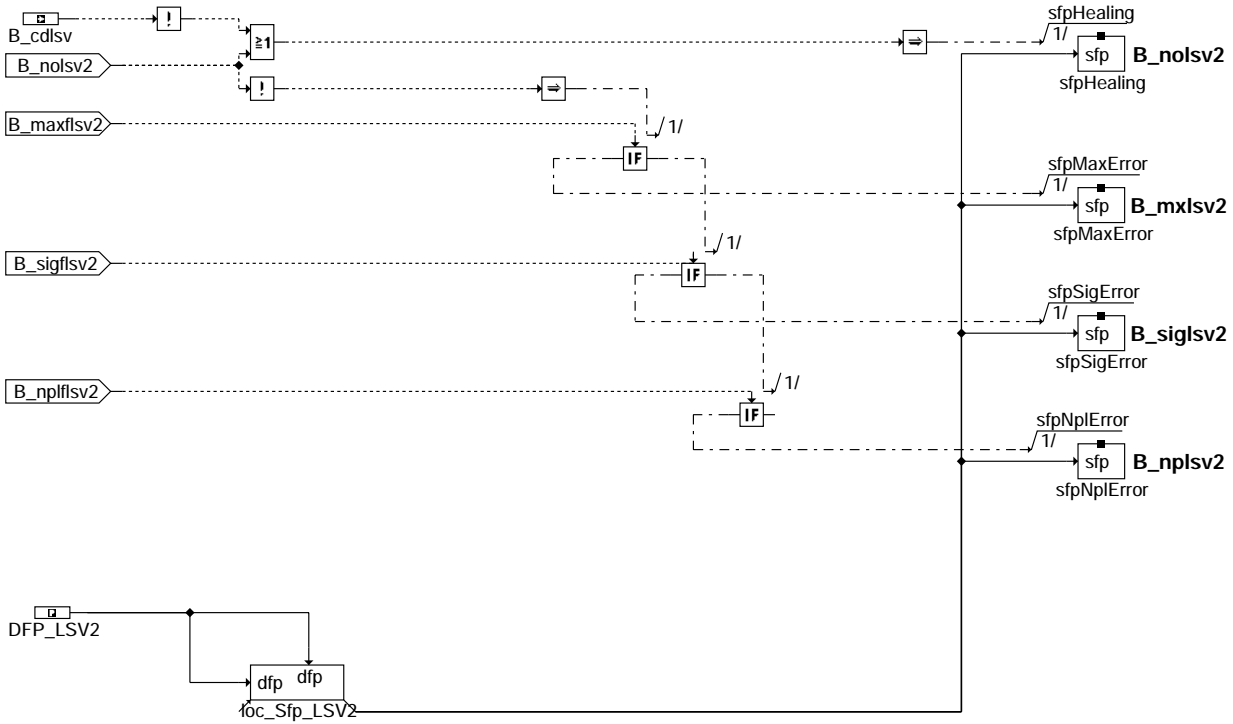 sfpHealing
1/
B_cdlsv
!
≧1
⇒
sfp
B_nolsv2
B_nolsv2
sfpHealing
!
⇒
B_maxflsv2
1/
IF
sfpMaxError
1/
sfp
B_mxlsv2
sfpMaxError
1/
B_sigflsv2
IF
sfpSigError
1/
sfp
B_siglsv2
sfpSigError
1/
B_nplflsv2
IF
sfpNplError
1/
sfp
B_nplsv2
sfpNplError
DFP_LSV2
dfp
dfp
loc_Sfp_LSV2